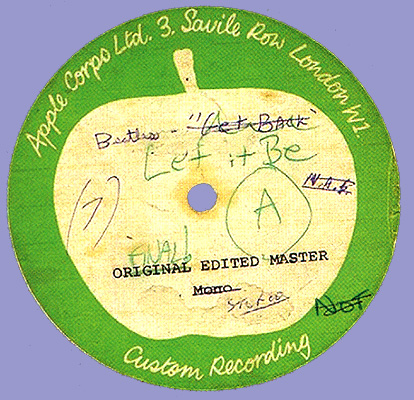 Apple Corps Ltd. 3, Savile Row London W1.
Beatles - "Get Back"
Let it Be
(7)
A
FINAL
ORIGINAL EDITED MASTER
Mono
Stereo
Custom Recording